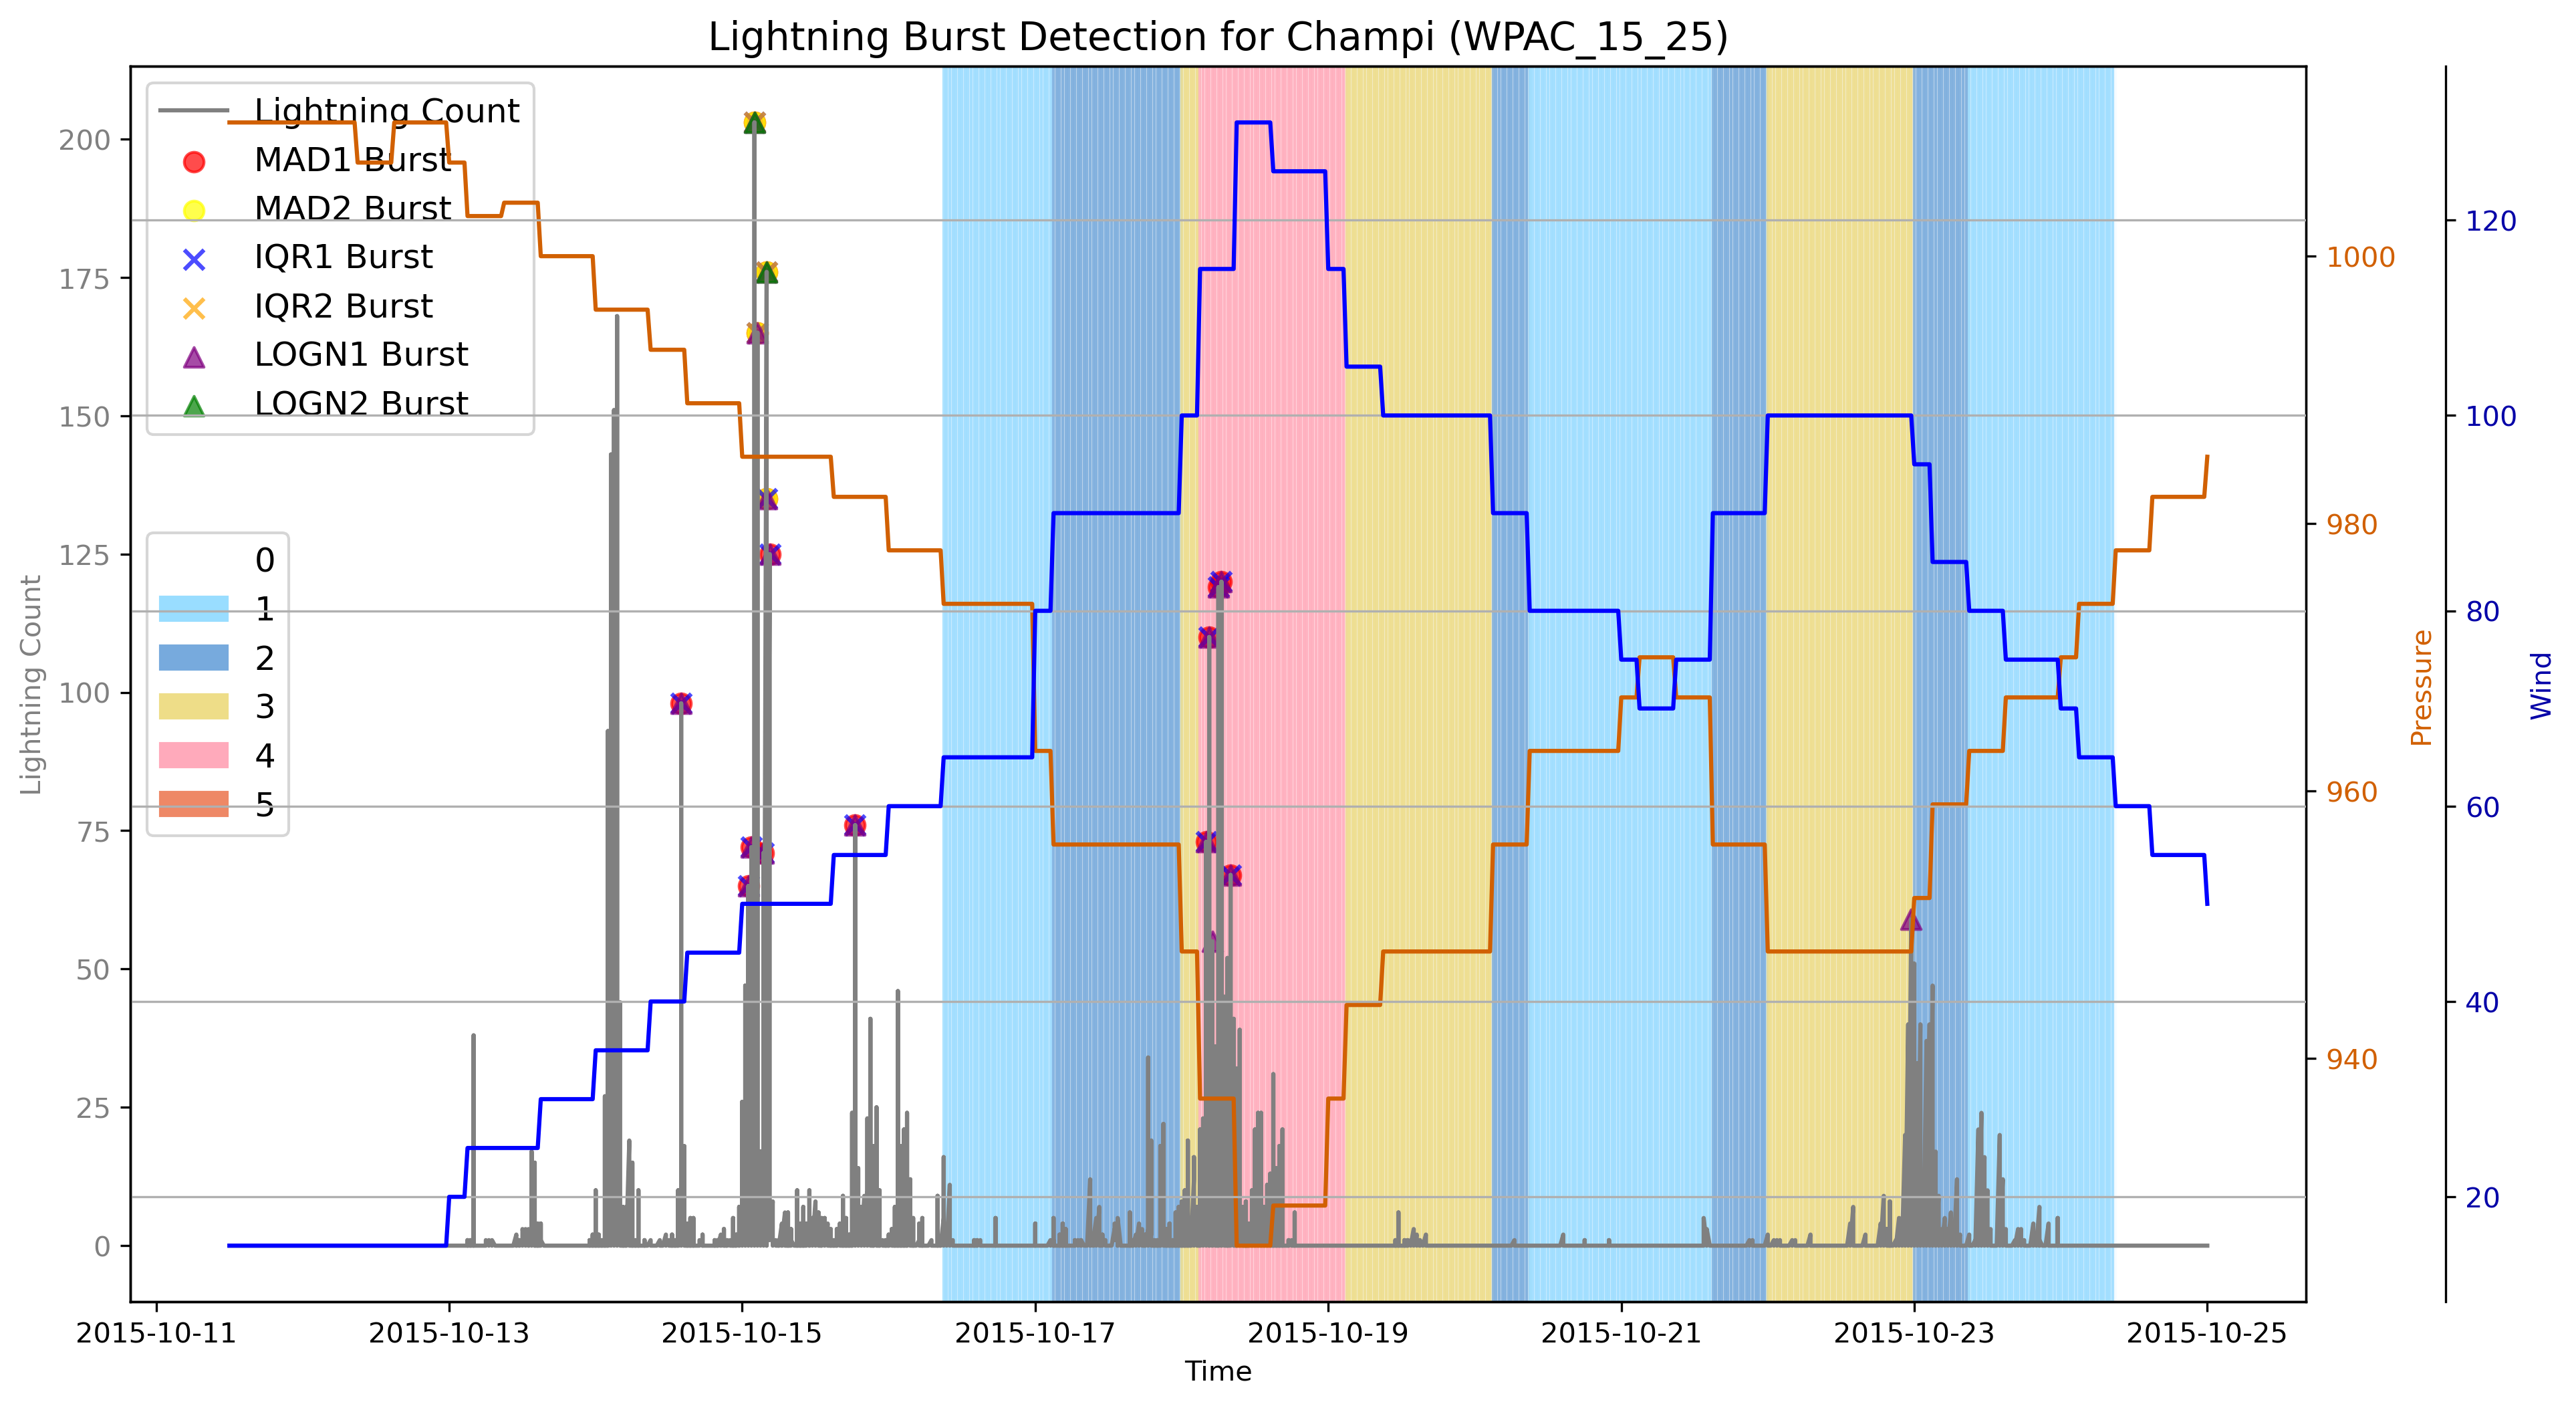 Lightning Burst Detection for Champi (WPAC_15_25)
Lightning Count
MAD1 Burst
MAD2 Burst
IQR1 Burst
IQR2 Burst
LOGN1 Burst
LOGN2 Burst
0
1
2
3
4
5
Lightning Count
200
175
150
125
100
75
50
25
0
1000
980
960
940
Pressure
120
100
80
60
40
20
Wind
2015-10-11
2015-10-13
2015-10-15
2015-10-17
2015-10-19
2015-10-21
2015-10-23
2015-10-25
Time